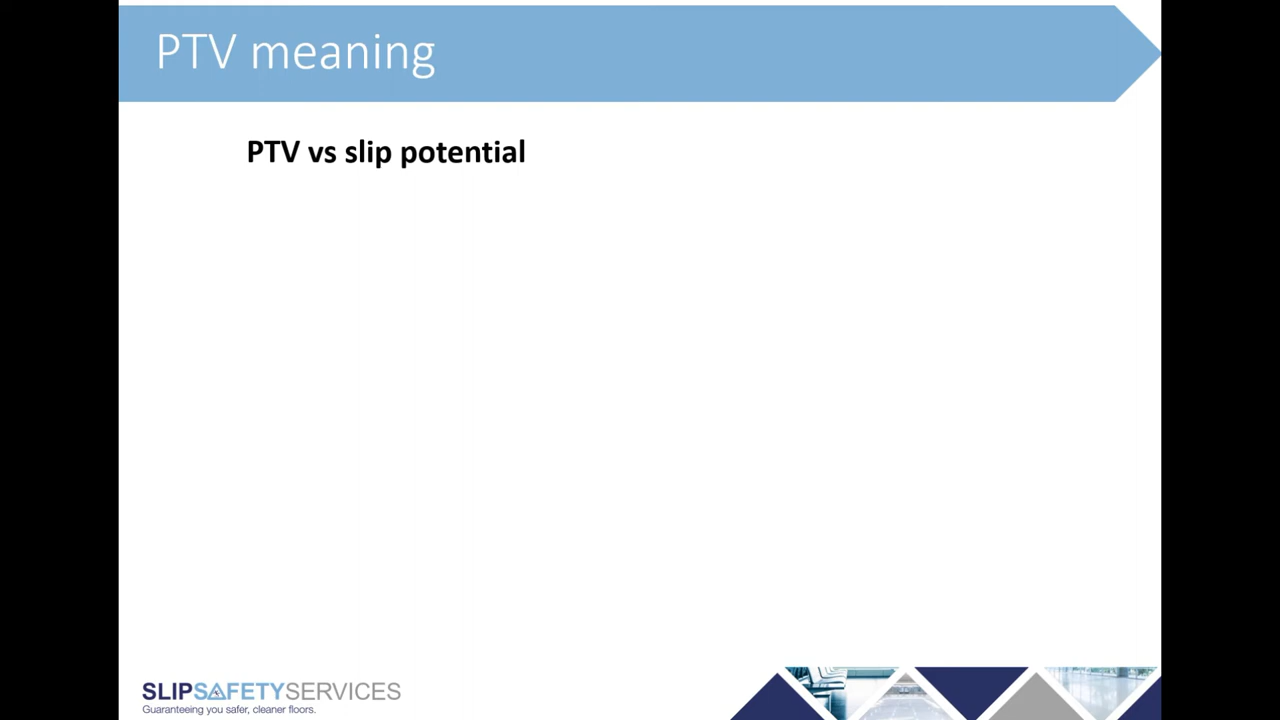 PTV meaning
PTV vs slip potential
SLIPSAFETYSERVICES
Guaranteeing you safer, cleaner floors.